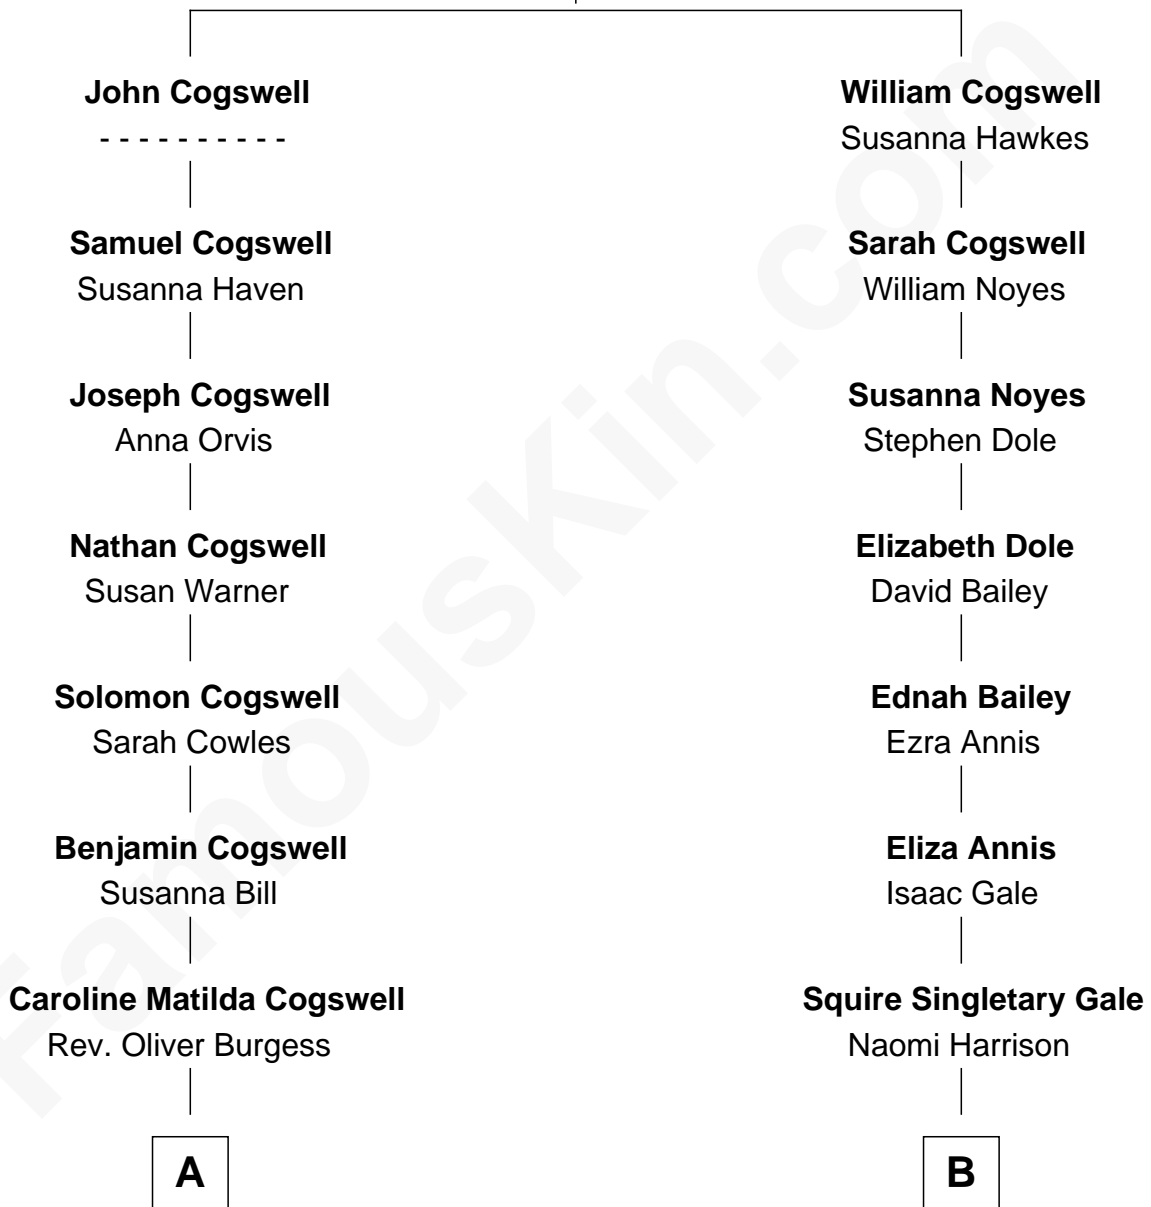 John Cogswell
- - - - - - - - - -
Samuel Cogswell
Susanna Haven
Joseph Cogswell
Anna Orvis
Nathan Cogswell
Susan Warner
Solomon Cogswell
Sarah Cowles
Benjamin Cogswell
Susanna Bill
Caroline Matilda Cogswell
Rev. Oliver Burgess
A
William Cogswell
Susanna Hawkes
Sarah Cogswell
William Noyes
Susanna Noyes
Stephen Dole
Elizabeth Dole
David Bailey
Ednah Bailey
Ezra Annis
Eliza Annis
Isaac Gale
Squire Singletary Gale
Naomi Harrison
B
FamousKin.com